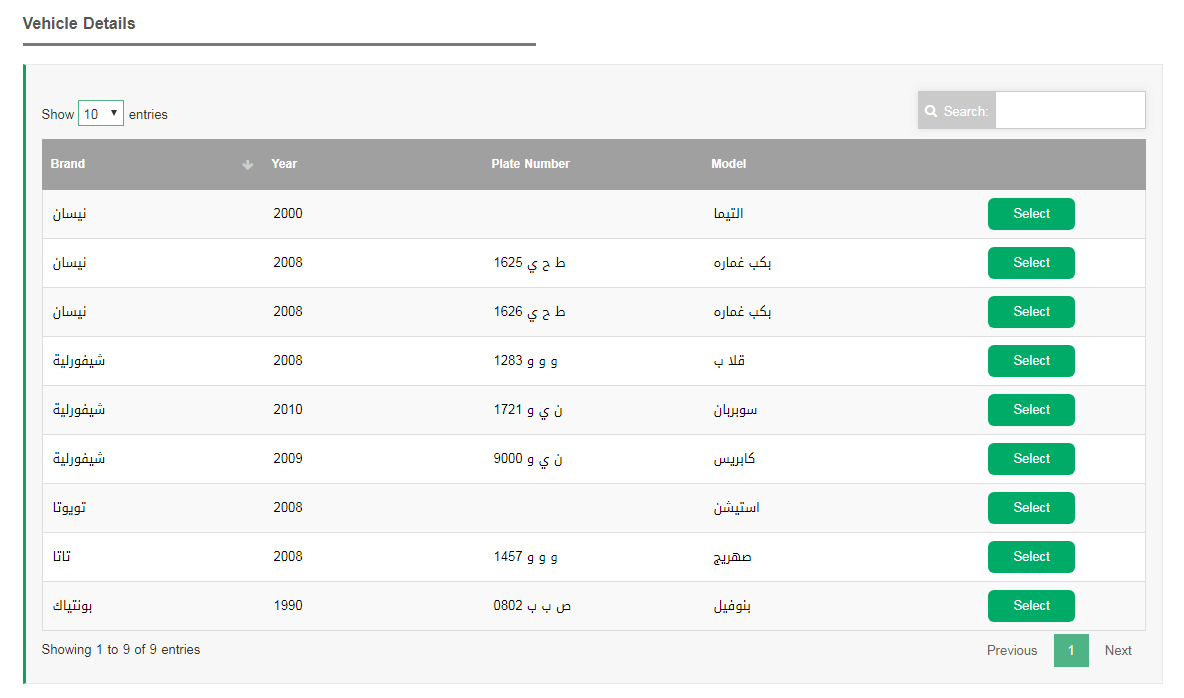 Vehicle Details
Show 10 entries
Search:
Brand Year Plate Number Model
نيسان 2000 التيما Select
نيسان 2008 ط ح ي 1625 بكب غماره Select
نيسان 2008 ط ح ي 1626 بكب غماره Select
شيفورلية 2008 و و و 1283 قلا ب Select
شيفورلية 2010 ن ي و 1721 سوبربان Select
شيفورلية 2009 ن ي و 9000 كابريس Select
تويوتا 2008 استيشن Select
تاتا 2008 و و و 1457 صهريج Select
بونتياك 1990 ص ب ب 0802 بنوفيل Select
Showing 1 to 9 of 9 entries
Previous 1 Next